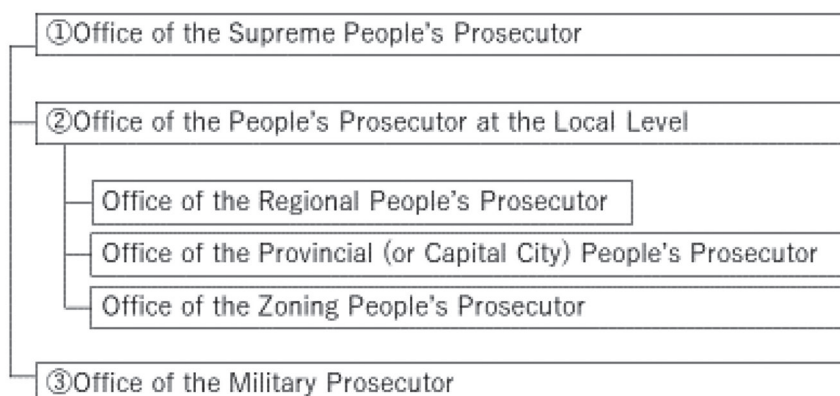 ①Office of the Supreme People's Prosecutor
②Office of the People's Prosecutor at the Local Level
Office of the Regional People's Prosecutor
Office of the Provincial (or Capital City) People's Prosecutor
Office of the Zoning People's Prosecutor
③Office of the Military Prosecutor